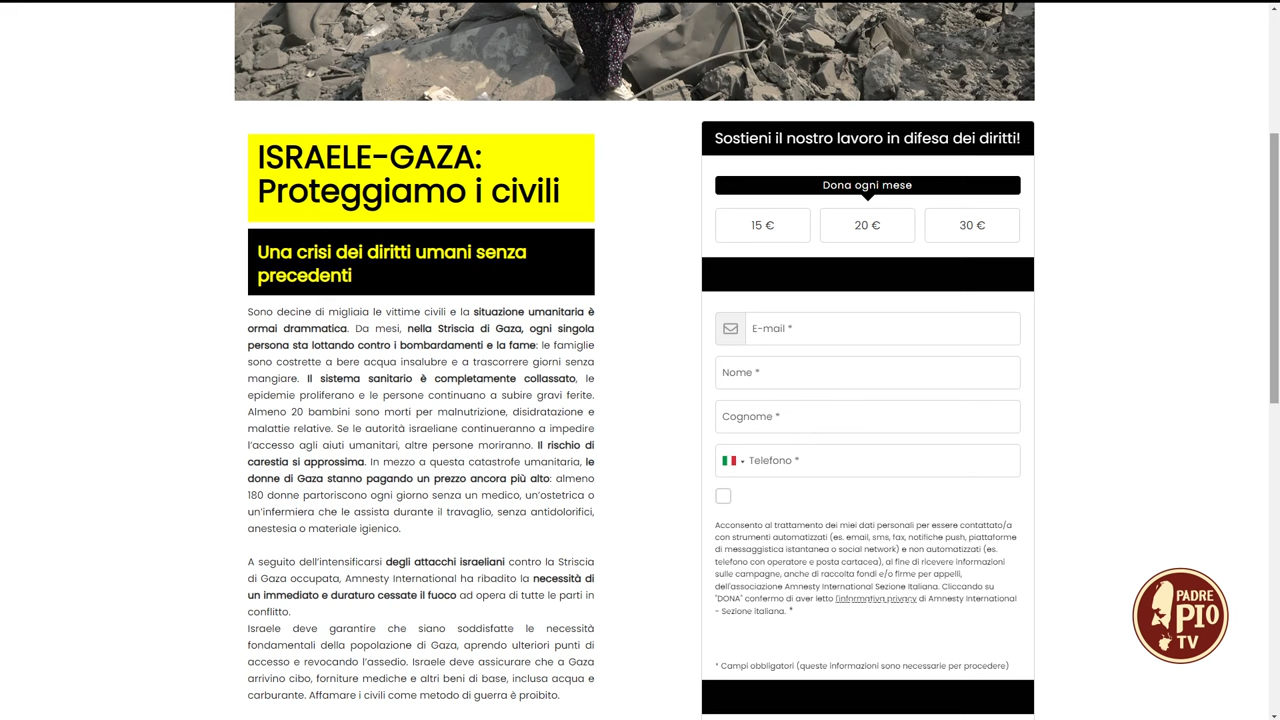 ISRAELE-GAZA:
Proteggiamo i civili
Una crisi dei diritti umani senza
precedenti
Sono decine di migliaia le vittime civili e la situazione umanitaria è
ormai drammatica. Da mesi, nella Striscia di Gaza, ogni singola
persona sta lottando contro i bombardamenti e la fame: le famiglie
sono costrette a bere acqua insalubre e a trascorrere giorni senza
mangiare. Il sistema sanitario è completamente collassato, le
epidemie proliferano e le persone continuano a subire gravi ferite.
Almeno 20 bambini sono morti per malnutrizione, disidratazione e
malattie relative. Se le autorità israeliane continueranno a impedire
l'accesso agli aiuti umanitari, altre persone moriranno. Il rischio di
carestia si approssima. In mezzo a questa catastrofe umanitaria, le
donne di Gaza stanno pagando un prezzo ancora più alto: almeno
180 donne partoriscono ogni giorno senza un medico, un'ostetrica o
un'infermiera che le assista durante il travaglio, senza antidolorifici,
anestesia o materiale igienico.
A seguito dell'intensificarsi degli attacchi israeliani contro la Striscia
di Gaza occupata, Amnesty International ha ribadito la necessità di
un immediato e duraturo cessate il fuoco ad opera di tutte le parti in
conflitto.
Israele deve garantire che siano soddisfatte le necessità
fondamentali della popolazione di Gaza, aprendo ulteriori punti di
accesso e revocando l'assedio. Israele deve assicurare che a Gaza
arrivino cibo, forniture mediche e altri beni di base, inclusa acqua e
carburante. Affamare i civili come metodo di guerra è proibito.
Sostieni il nostro lavoro in difesa dei diritti!
Dona ogni mese
15 €
20 €
30 €
E-mail *
Nome *
Cognome *
Telefono *
Acconsento al trattamento dei miei dati personali per essere contattato/a
con strumenti automatizzati (es. email, sms, fax, notifiche push, piattaforme
di messaggistica istantanea o social network) e non automatizzati (es.
telefono con operatore e posta cartacea), al fine di ricevere informazioni
sulle campagne, anche di raccolta fondi e/o firme per appelli,
dell'associazione Amnesty International Sezione Italiana. Cliccando su
"DONA" confermo di aver letto l'informativa privacy di Amnesty International
- Sezione Italiana. *
* Campi obbligatori (queste informazioni sono necessarie per procedere)
PADRE
PIO
TV